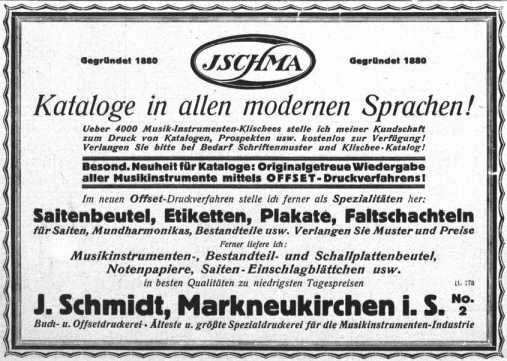 Gegründet 1880 JSCHMA Gegründet 1880
Kataloge in allen modernen Sprachen!
Ueber 4000 Musik-Instrumenten-Klischees stelle ich meiner Kundschaft
zum Druck von Katalogen, Prospekten usw. kostenlos zur Verfügung!
Verlangen Sie bitte bei Bedarf Schriftenmuster und Klischee-Katalog!
Besond. Neuheit für Kataloge: Originalgetreue Wiedergabe
aller Musikinstrumente mittels OFFSET-Druckverfahrens!
Im neuen Offset-Druckverfahren stelle ich ferner als Spezialitäten her:
Saitenbeutel, Etiketten, Plakate, Faltschachteln
für Saiten, Mundharmonikas, Bestandteile usw. Verlangen Sie Muster und Preise
Ferner liefere ich:
Musikinstrumenten-, Bestandteil- und Schallplattenbeutel,
Notenpapiere, Saiten-Einschlagblättchen usw.
in besten Qualitäten zu niedrigsten Tagespreisen
J. Schmidt, Markneukirchen i. S. No. 2
Buch- u. Offsetdruckerei · Älteste u. größte Spezialdruckerei für die Musikinstrumenten-Industrie